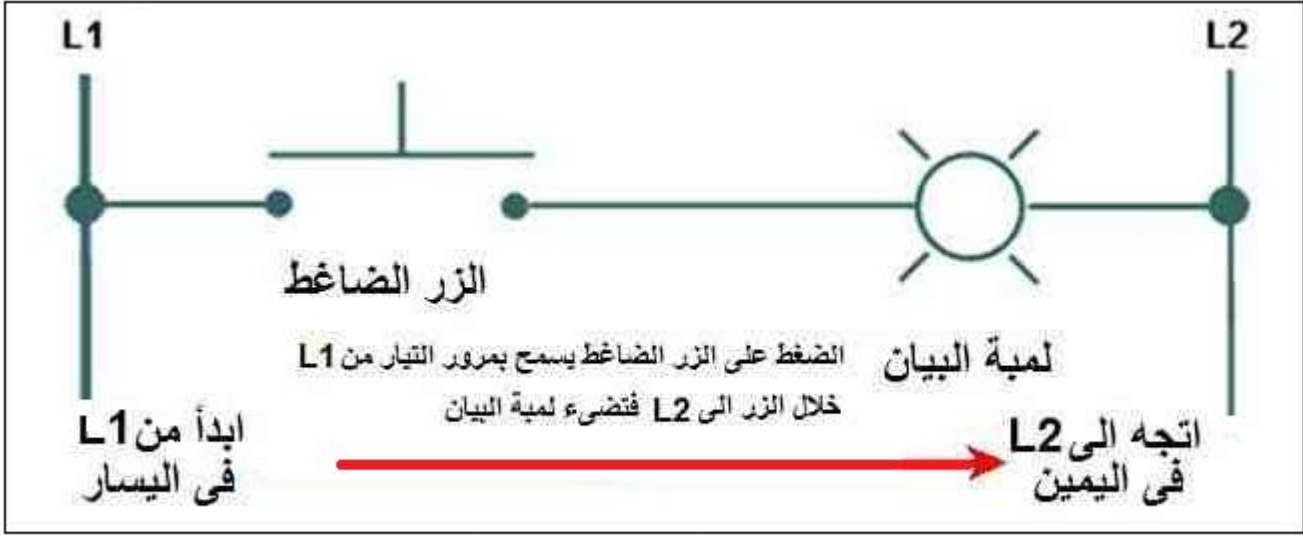 L1
L2
الزر الضاغط
لمبة البيان
الضغط على الزر الضاغط يسمح بمرور التيار من L1
خلال الزر الى L2 فتضىء لمبة البيان
ابدأ من L1
فى اليسار
اتجه الى L2
فى اليمين